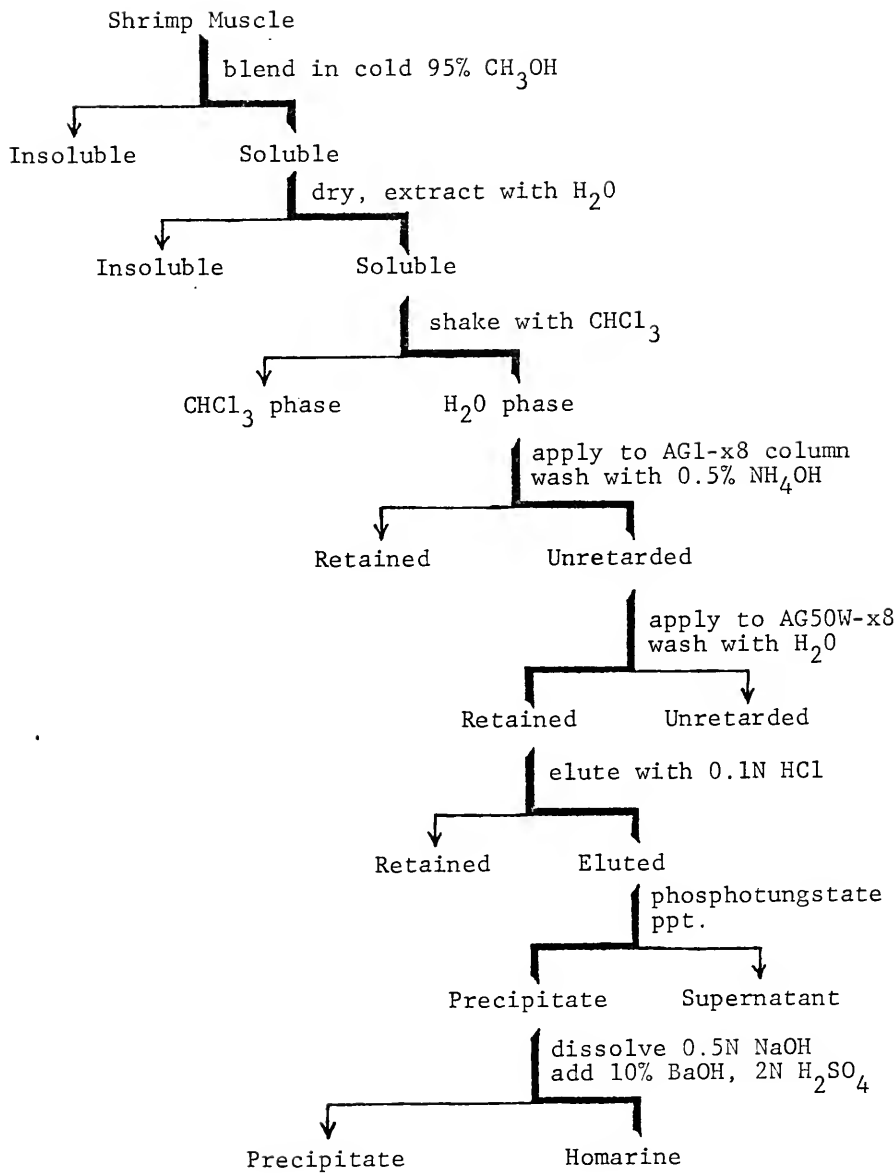 Shrimp Muscle
blend in cold 95% CH₃OH
Insoluble Soluble
dry, extract with H₂O
Insoluble Soluble
shake with CHCl₃
CHCl₃ phase H₂O phase
apply to AG1-x8 column
wash with 0.5% NH₄OH
Retained Unretarded
apply to AG50W-x8
wash with H₂O
Retained Unretarded
elute with 0.1N HCl
Retained Eluted
phosphotungstate
ppt.
Precipitate Supernatant
dissolve 0.5N NaOH
add 10% BaOH, 2N H₂SO₄
Precipitate Homarine